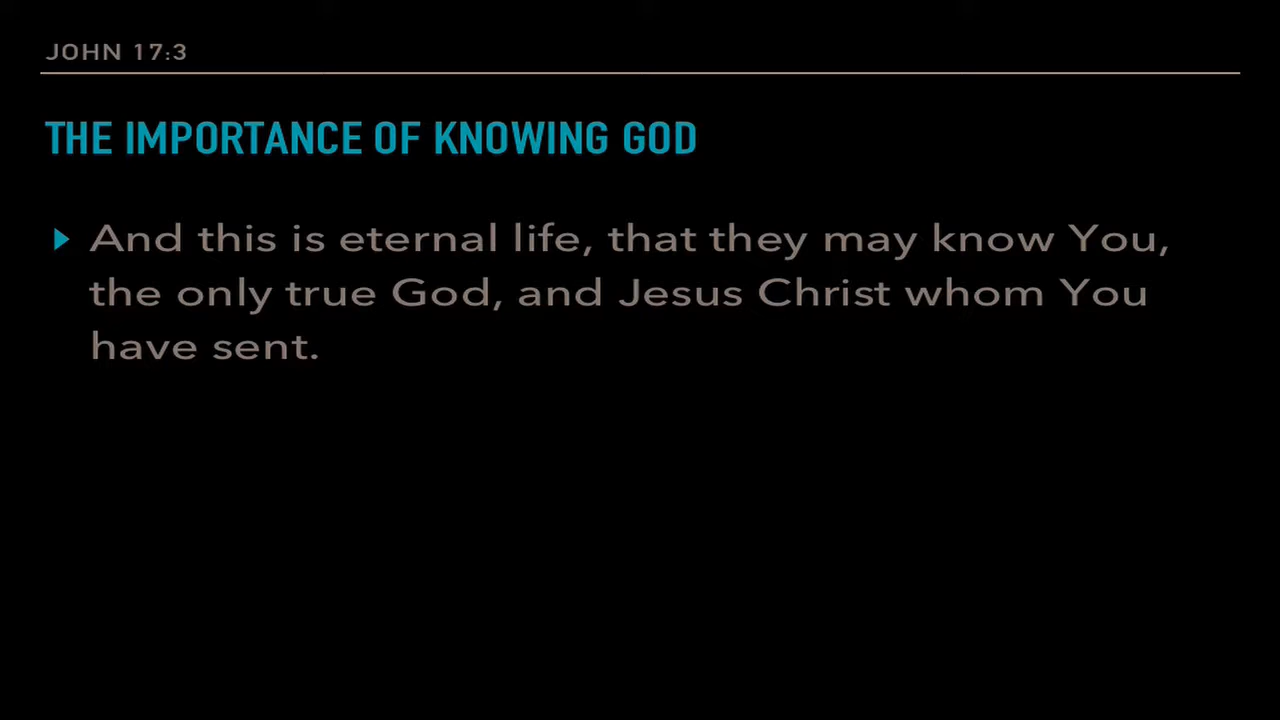 JOHN 17:3
THE IMPORTANCE OF KNOWING GOD
And this is eternal life, that they may know You,
the only true God, and Jesus Christ whom You
have sent.